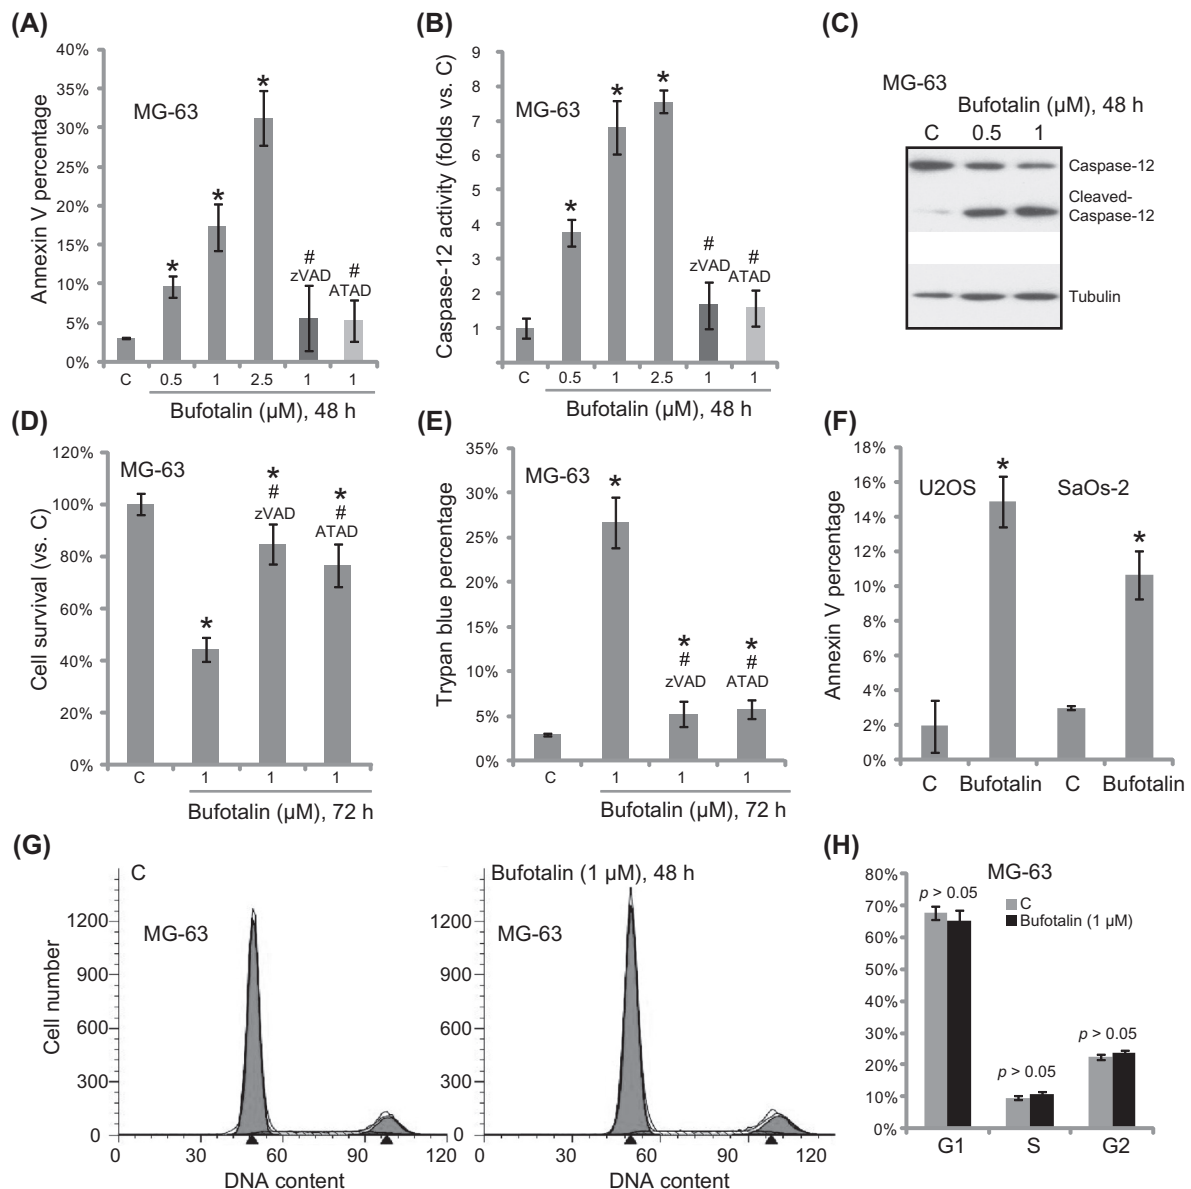 (A)
40%
35%
30%
25%
20%
15%
10%
5%
0%
Annexin V percentage
MG-63
*
*
*
#
zVAD
#
ATAD
C 0.5 1 2.5 1 1
Bufotalin (µM), 48 h
(B)
9
8
7
6
5
4
3
2
1
Caspase-12 activity (folds vs. C)
MG-63
*
*
*
#
zVAD
#
ATAD
C 0.5 1 2.5 1 1
Bufotalin (µM), 48 h
(C)
MG-63
Bufotalin (µM), 48 h
C 0.5 1
Caspase-12
Cleaved-
Caspase-12
Tubulin
(D)
120%
100%
80%
60%
40%
20%
0%
Cell survival (vs. C)
MG-63
*
*
#
zVAD
*
#
ATAD
C 1 1 1
Bufotalin (µM), 72 h
(E)
35%
30%
25%
20%
15%
10%
5%
0%
Trypan blue percentage
MG-63
*
*
#
zVAD
*
#
ATAD
C 1 1 1
Bufotalin (µM), 72 h
(F)
18%
16%
14%
12%
10%
8%
6%
4%
2%
0%
Annexin V percentage
U2OS
*
SaOs-2
*
C Bufotalin C Bufotalin
(G)
C
MG-63
1200
900
600
300
0
Cell number
0 30 60 90 120
DNA content
Bufotalin (1 µM), 48 h
MG-63
1200
900
600
300
0
0 30 60 90 120
DNA content
(H)
MG-63
80%
70%
60%
50%
40%
30%
20%
10%
0%
p > 0.05
C
Bufotalin (1 µM)
p > 0.05
p > 0.05
G1 S G2